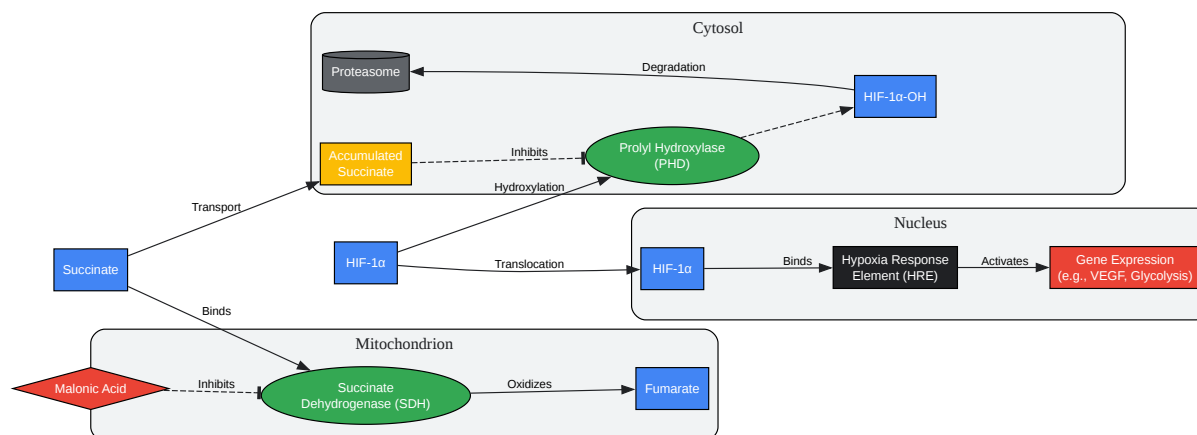 Cytosol
Degradation
Proteasome
HIF-1α-OH
Inhibits
Prolyl Hydroxylase
(PHD)
Accumulated
Succinate
Hydroxylation
Transport
Nucleus
Succinate
HIF-1α
Translocation
HIF-1α
Binds
Hypoxia Response
Element (HRE)
Activates
Gene Expression
(e.g., VEGF, Glycolysis)
Binds
Mitochondrion
Malonic Acid
Inhibits
Succinate
Dehydrogenase (SDH)
Oxidizes
Fumarate